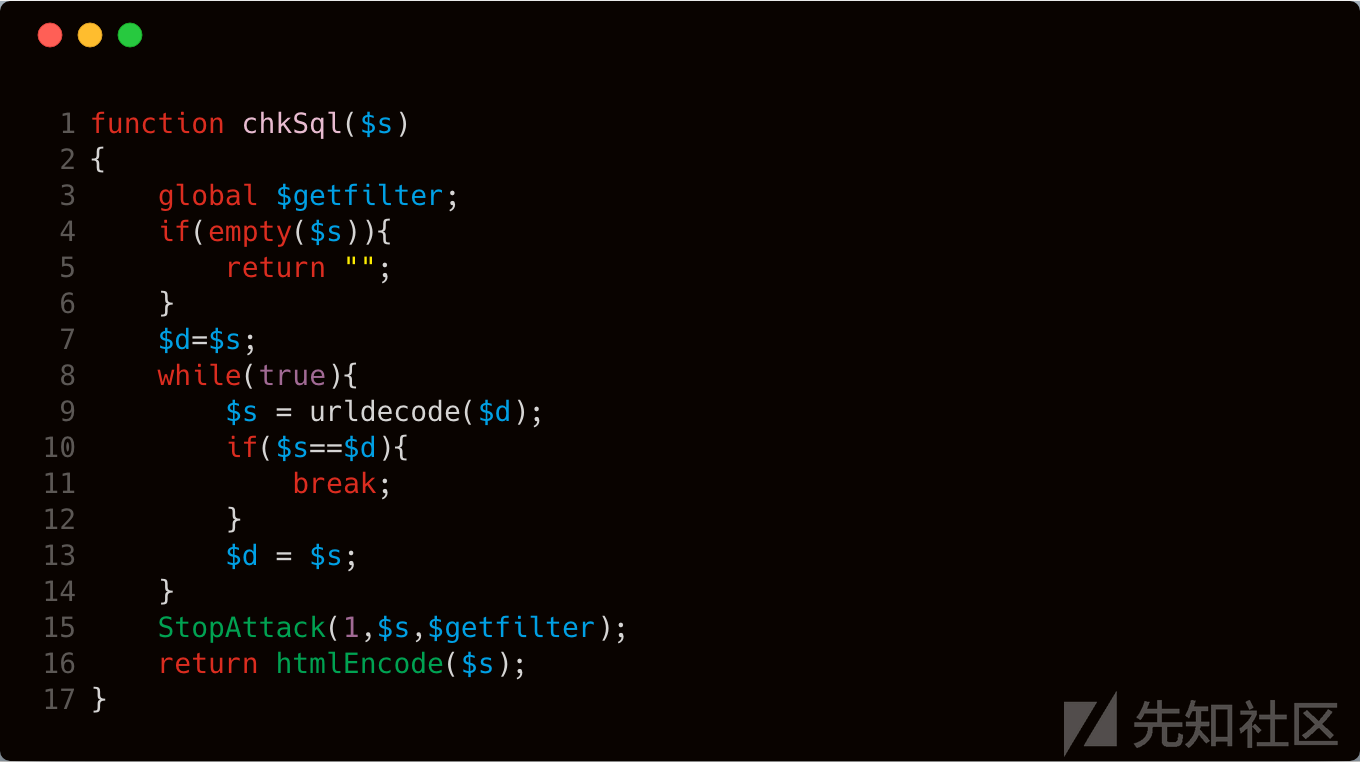 1 function chkSql($s)
2 {
3     global $getfilter;
4     if(empty($s)){
5         return "";
6     }
7     $d=$s;
8     while(true){
9         $s = urldecode($d);
10         if($s==$d){
11             break;
12         }
13         $d = $s;
14     }
15     StopAttack(1,$s,$getfilter);
16     return htmlEncode($s);
17 }
先知社区